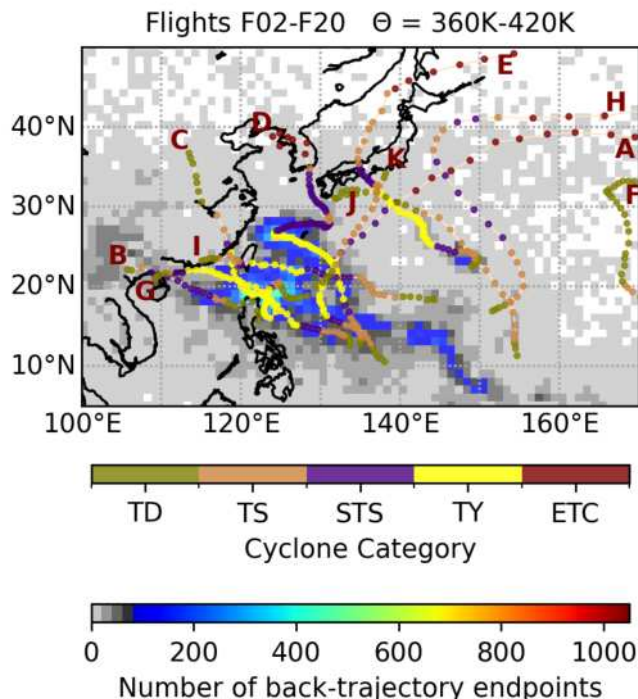 Flights F02-F20 Θ = 360K-420K
E
H
40°N
C
D
A
K
F
30°N
J
I
B
20°N
G
10°N
100°E 120°E 140°E 160°E
TD TS STS TY ETC
Cyclone Category
0 200 400 600 800 1000
Number of back-trajectory endpoints